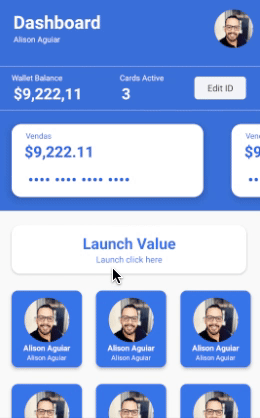 Dashboard
Alison Aguiar
Wallet Balance
$9,222,11
Cards Active
3
Edit ID
Vendas
$9,222.11
•••• •••• •••• ••••
Ven
$9
Launch Value
Launch click here
Alison Aguiar
Alison Aguiar
Alison Aguiar
Alison Aguiar
Alison Aguiar
Alison Aguiar